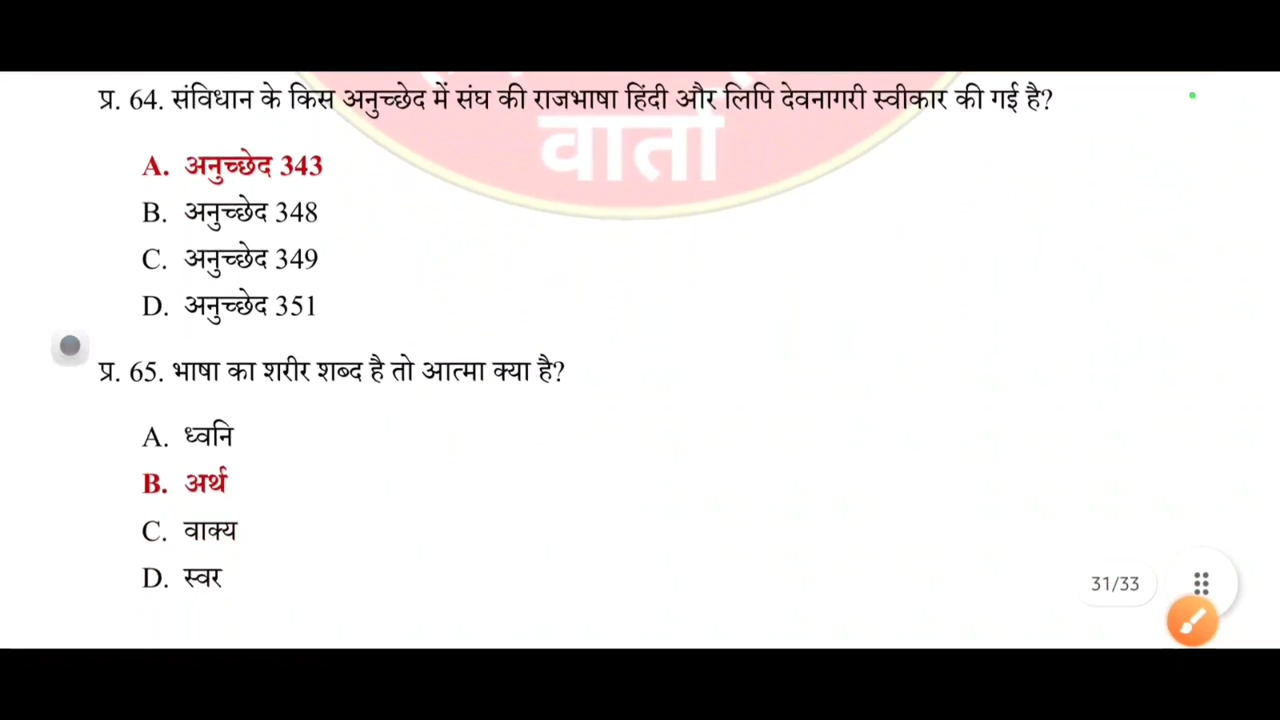 प्र. 64. संविधान के किस अनुच्छेद में संघ की राजभाषा हिंदी और लिपि देवनागरी स्वीकार की गई है?
वार्ता
A. अनुच्छेद 343
B. अनुच्छेद 348
C. अनुच्छेद 349
D. अनुच्छेद 351
प्र. 65. भाषा का शरीर शब्द है तो आत्मा क्या है?
A. ध्वनि
B. अर्थ
C. वाक्य
D. स्वर
31/33